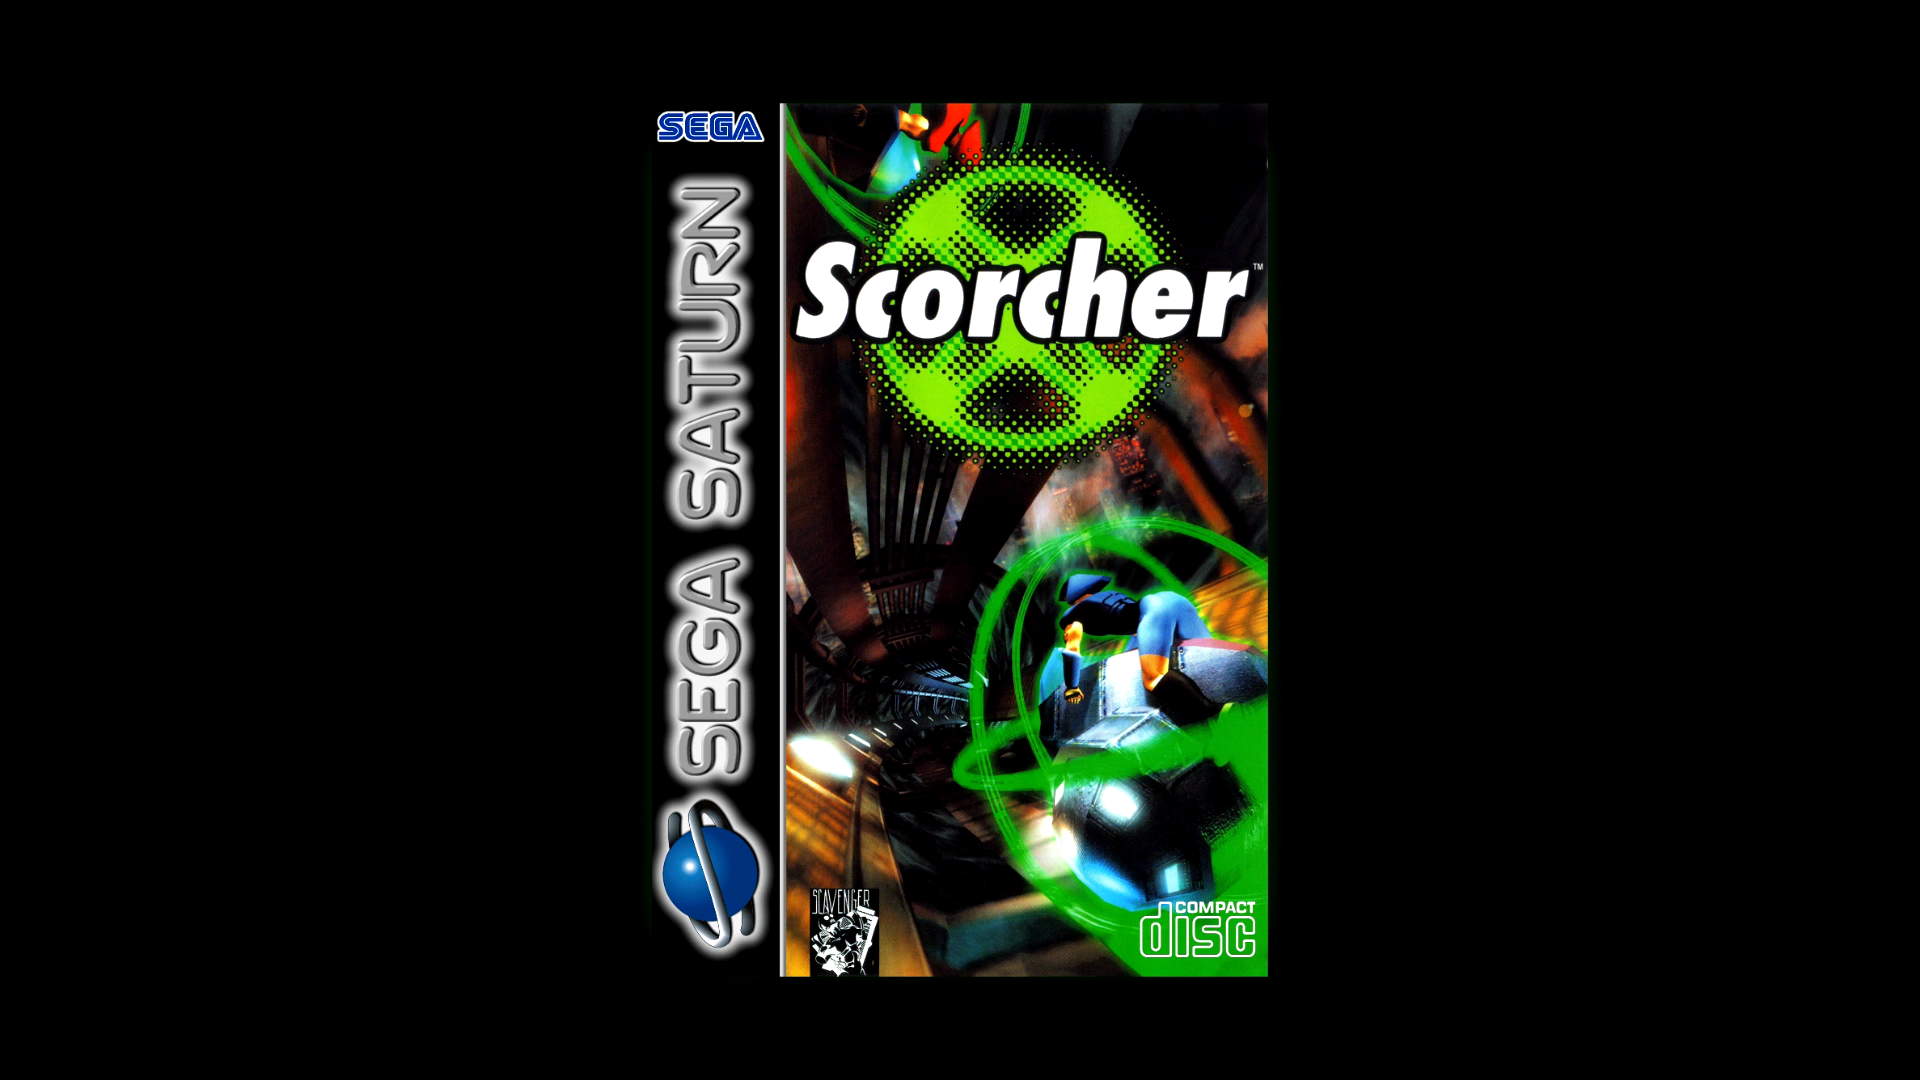 SEGA
SEGA SATURN
Scorcher™
SCAVENGER
COMPACT
disc